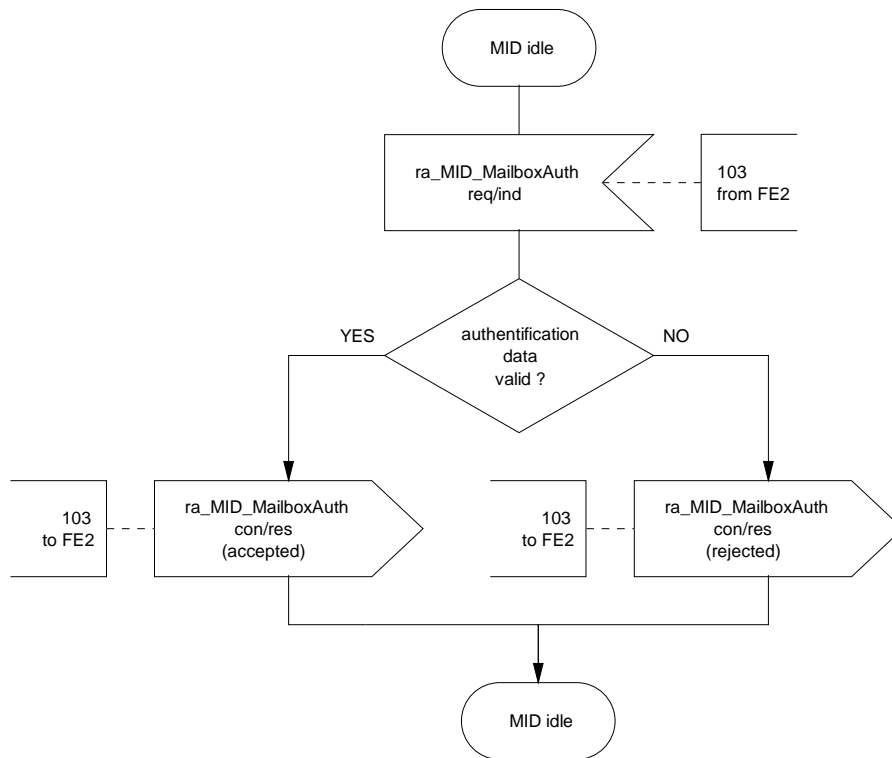 MID idle
ra_MID_MailboxAuth
req/ind
103
from FE2
YES
authentification
data
valid ?
NO
103
to FE2
ra_MID_MailboxAuth
con/res
(accepted)
103
to FE2
ra_MID_MailboxAuth
con/res
(rejected)
MID idle